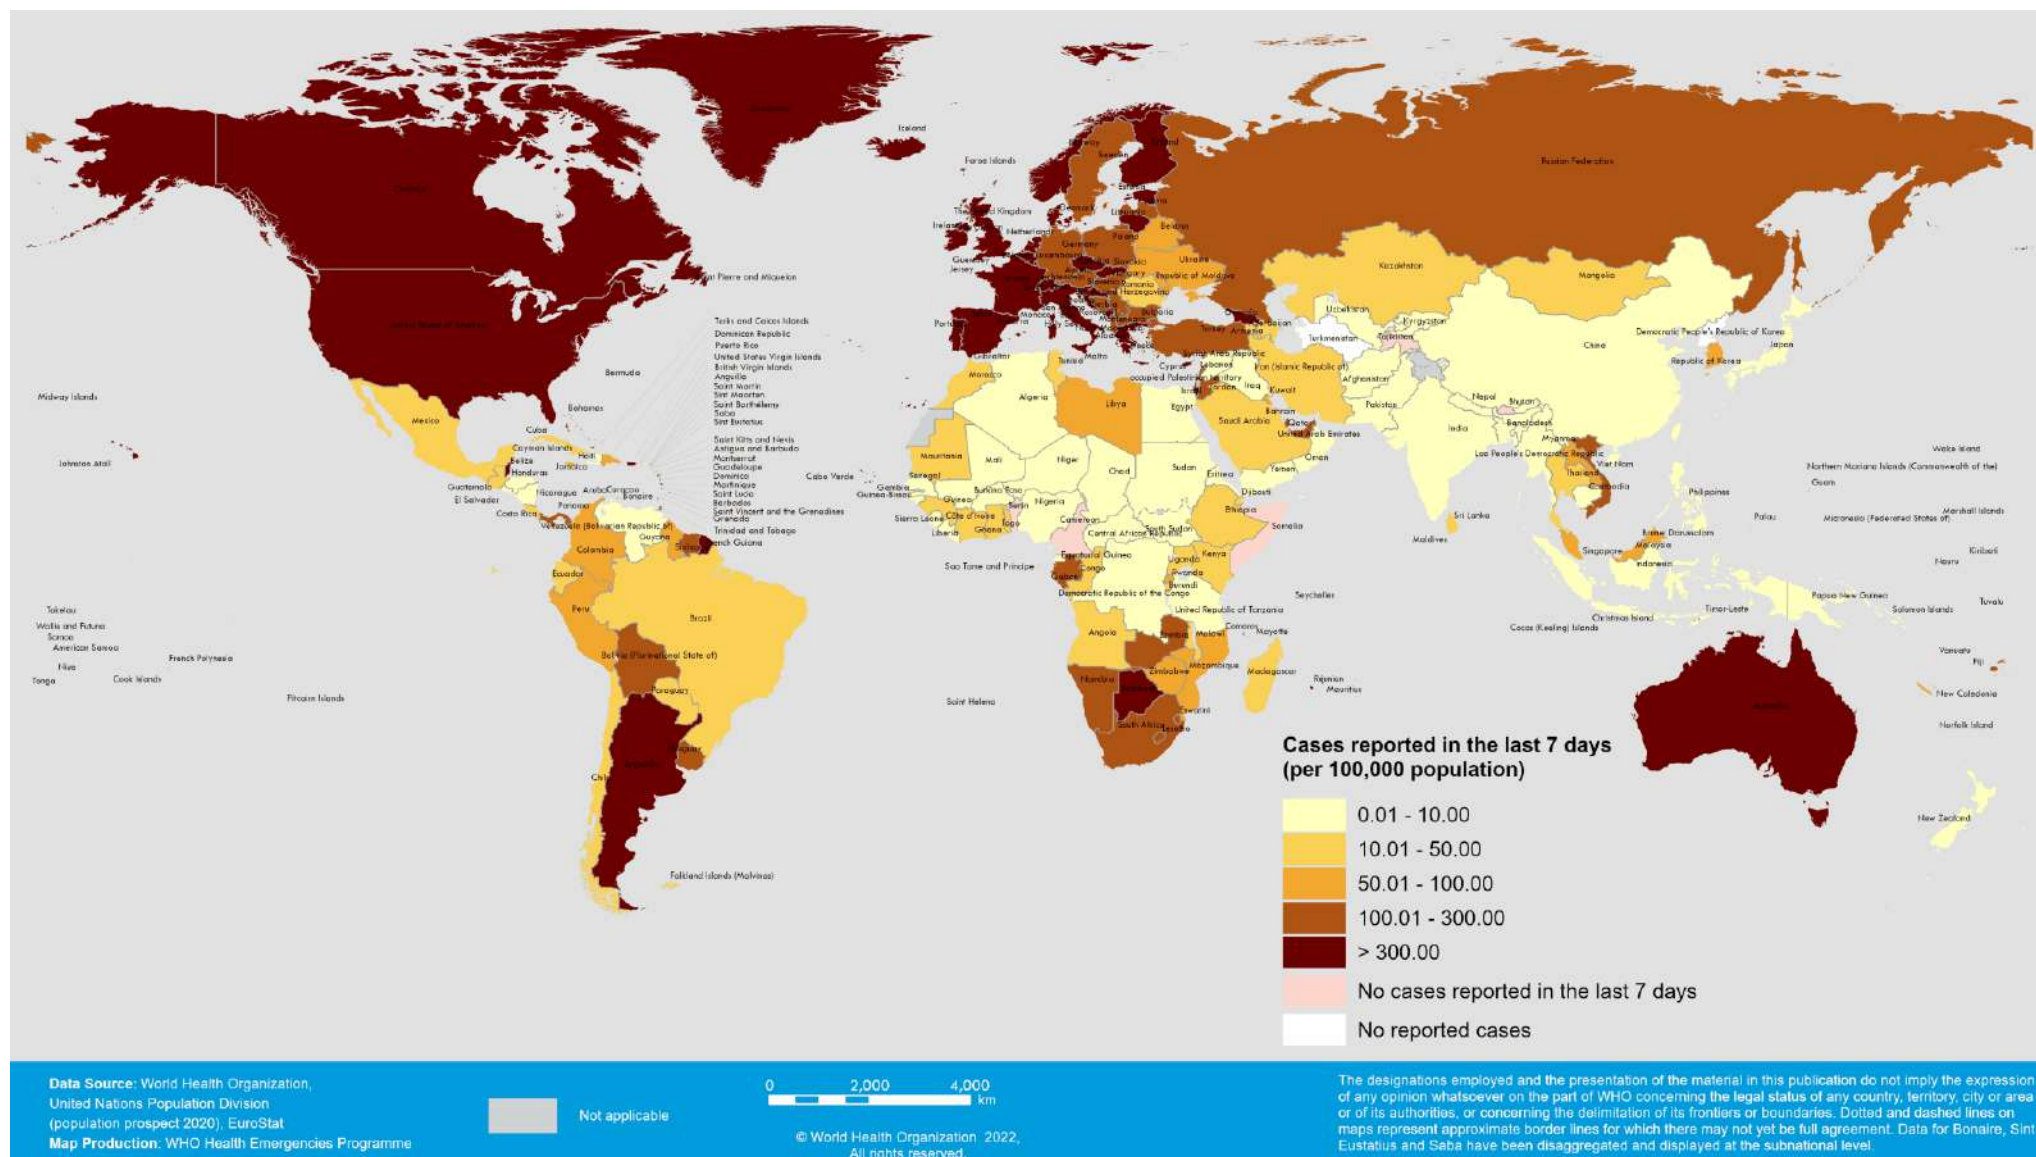 Iceland
Faroe Islands
Russian Federation
Sweden
The United Kingdom
Netherlands
Belarus
Poland
Germany
Guernsey
Jersey
Ukraine
Republic of Moldova
Romania
Bulgaria
Kazakhstan
Mongolia
Pierre and Miquelon
Uzbekistan
Kyrgyzstan
Turkmenistan
China
Democratic People's Republic of Korea
Republic of Korea
Japan
Turks and Caicos Islands
Dominican Republic
Puerto Rico
United States Virgin Islands
British Virgin Islands
Anguilla
Saint Martin
Sint Maarten
Saint Barthélemy
Saba
Sint Eustatius
Saint Kitts and Nevis
Antigua and Barbuda
Montserrat
Guadeloupe
Dominica
Martinique
Saint Lucia
Barbados
Saint Vincent and the Grenadines
Grenada
Trinidad and Tobago
French Guiana
Bermuda
Bahamas
Midway Islands
Johnston Atoll
Mexico
Cuba
Cayman Islands
Belize
Haiti
Jamaica
Honduras
Guatemala
El Salvador
Nicaragua
Aruba
Curacao
Bonaire
Costa Rica
Panama
Venezuela (Bolivarian Republic of)
Guyana
Colombia
Ecuador
Peru
Brazil
Bolivia (Plurinational State of)
Paraguay
Chile
Falkland Islands (Malvinas)
Tokelau
Wallis and Futuna
Samoa
American Samoa
Niue
Tonga
Cook Islands
French Polynesia
Pitcairn Islands
Gibraltar
Tunisia
Malta
Morocco
Algeria
Libya
Egypt
Cyprus
Syrian Arab Republic
Lebanon
occupied Palestinian territory
Israel
Jordan
Iraq
Iran (Islamic Republic of)
Kuwait
Bahrain
Qatar
United Arab Emirates
Saudi Arabia
Oman
Yemen
Afghanistan
Pakistan
Nepal
Bhutan
India
Bangladesh
Myanmar
Lao People's Democratic Republic
Thailand
Viet Nam
Cambodia
Philippines
Sri Lanka
Maldives
Brunei Darussalam
Malaysia
Singapore
Indonesia
Timor-Leste
Papua New Guinea
Solomon Islands
Christmas Island
Cocos (Keeling) Islands
Wake Island
Northern Mariana Islands (Commonwealth of the)
Guam
Palau
Micronesia (Federated States of)
Marshall Islands
Kiribati
Nauru
Tuvalu
Vanuatu
Fiji
New Caledonia
Norfolk Island
New Zealand
Cabo Verde
Mauritania
Mali
Niger
Chad
Sudan
Eritrea
Djibouti
Senegal
Gambia
Guinea-Bissau
Guinea
Burkina Faso
Benin
Nigeria
Sierra Leone
Côte d'Ivoire
Ghana
Togo
Liberia
Cameroon
Central African Republic
South Sudan
Ethiopia
Somalia
Equatorial Guinea
Sao Tome and Principe
Gabon
Congo
Uganda
Kenya
Rwanda
Burundi
Democratic Republic of the Congo
United Republic of Tanzania
Seychelles
Angola
Zambia
Malawi
Comoros
Mayotte
Mozambique
Zimbabwe
Namibia
Madagascar
Réunion
Mauritius
Eswatini
South Africa
Lesotho
Saint Helena
Cases reported in the last 7 days
(per 100,000 population)
0.01 - 10.00
10.01 - 50.00
50.01 - 100.00
100.01 - 300.00
> 300.00
No cases reported in the last 7 days
No reported cases
Data Source: World Health Organization,
United Nations Population Division
(population prospect 2020), EuroStat
Map Production: WHO Health Emergencies Programme
Not applicable
0 2,000 4,000
km
© World Health Organization 2022,
All rights reserved.
The designations employed and the presentation of the material in this publication do not imply the expression
of any opinion whatsoever on the part of WHO concerning the legal status of any country, territory, city or area
or of its authorities, or concerning the delimitation of its frontiers or boundaries. Dotted and dashed lines on
maps represent approximate border lines for which there may not yet be full agreement. Data for Bonaire, Sint
Eustatius and Saba have been disaggregated and displayed at the subnational level.